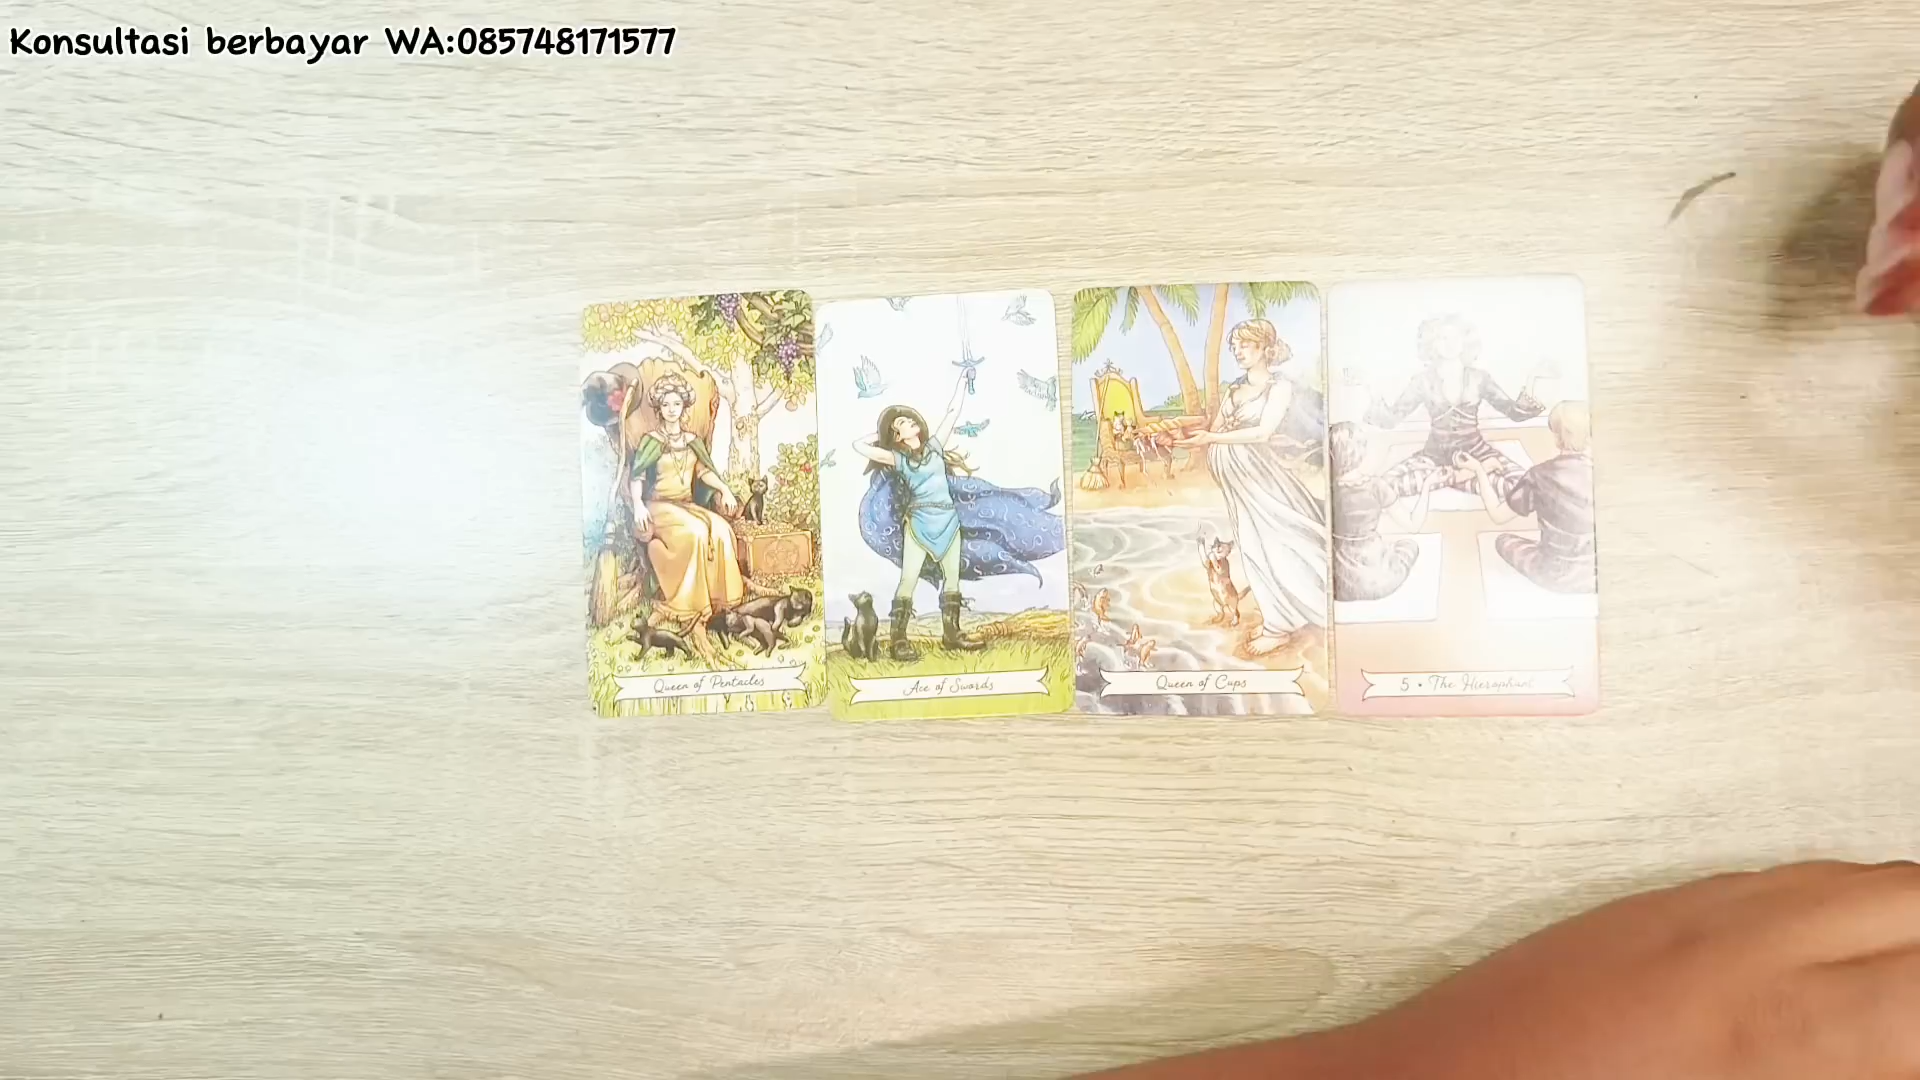 Konsultasi berbayar WA:085748171577
Queen of Pentacles
Ace of Swords
Queen of Cups
5 • The Hierophant